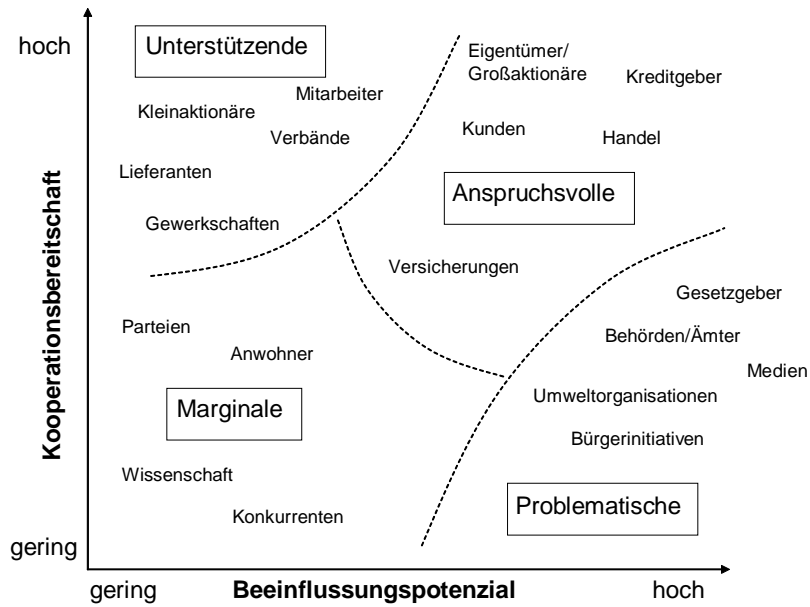 hoch
Unterstützende
Eigentümer/
Großaktionäre
Kreditgeber
Mitarbeiter
Kleinaktionäre
Verbände
Kunden
Handel
Lieferanten
Anspruchsvolle
Gewerkschaften
Versicherungen
Gesetzgeber
Parteien
Behörden/Ämter
Anwohner
Medien
Umweltorganisationen
Marginale
Bürgerinitiativen
Wissenschaft
Problematische
Konkurrenten
Kooperationsbereitschaft
gering
gering
Beeinflussungspotenzial
hoch